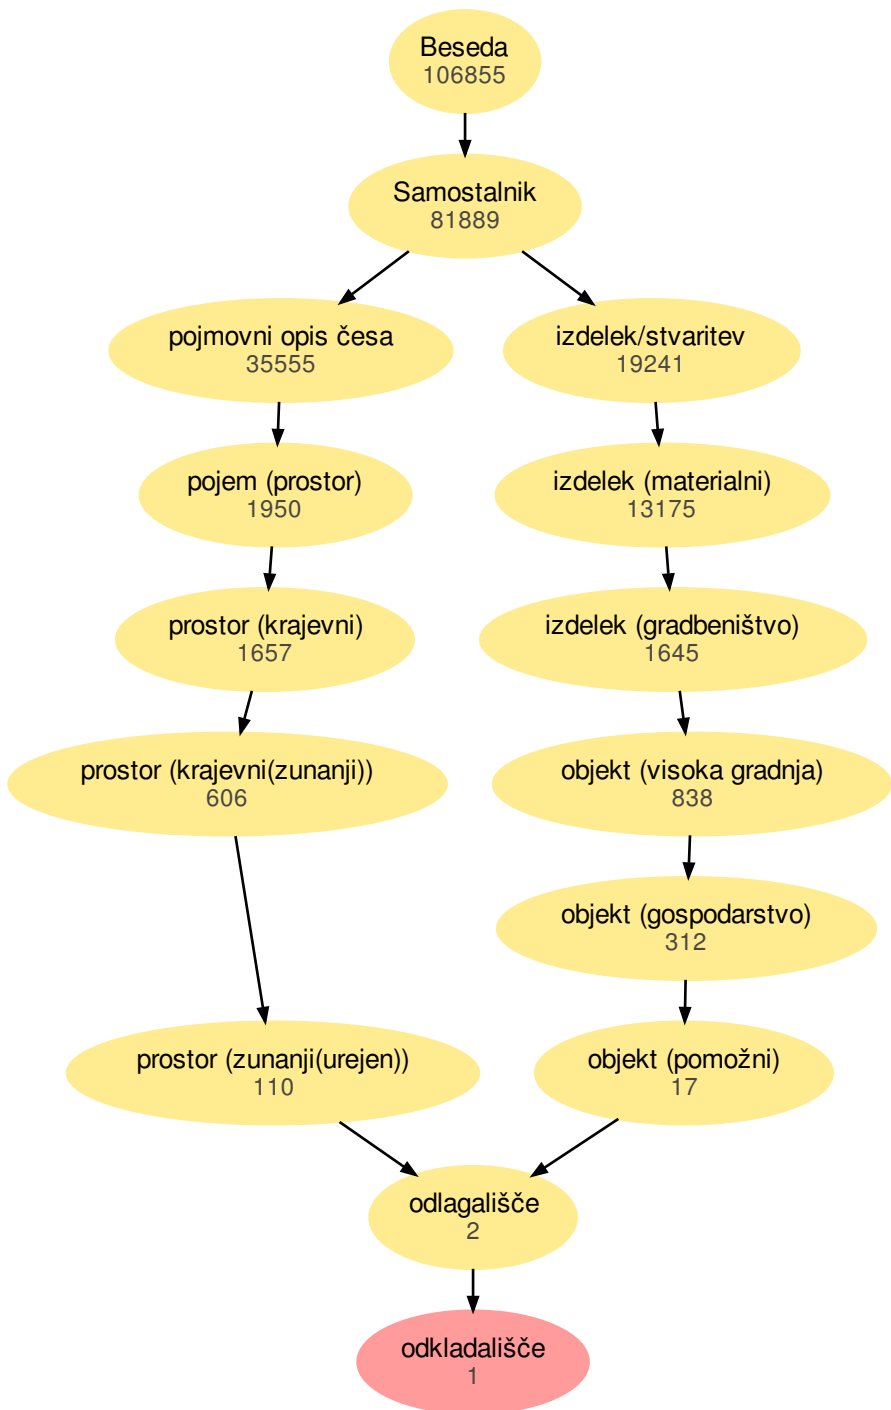 Beseda
106855
Samostalnik
81889
pojmovni opis česa
35555
izdelek/stvaritev
19241
pojem (prostor)
1950
izdelek (materialni)
13175
prostor (krajevni)
1657
izdelek (gradbeništvo)
1645
prostor (krajevni(zunanji))
606
objekt (visoka gradnja)
838
objekt (gospodarstvo)
312
prostor (zunanji(urejen))
110
objekt (pomožni)
17
odlagališče
2
odkladališče
1